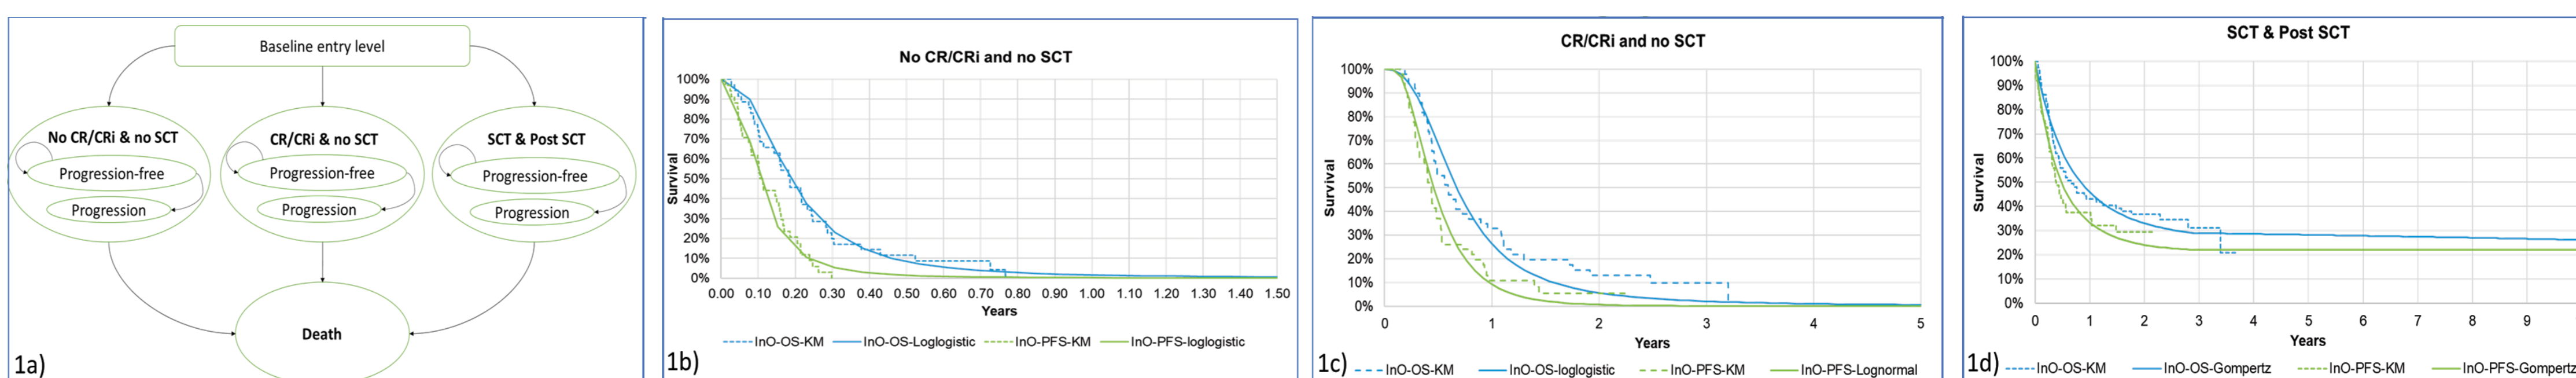 Baseline entry level
No CR/CRi & no SCT
Progression-free
Progression
CR/CRi & no SCT
Progression-free
Progression
SCT & Post SCT
Progression-free
Progression
Death
1a)
No CR/CRi and no SCT
Survival
100%
90%
80%
70%
60%
50%
40%
30%
20%
10%
0%
0.00 0.10 0.20 0.30 0.40 0.50 0.60 0.70 0.80 0.90 1.00 1.10 1.20 1.30 1.40 1.50
Years
InO-OS-KM InO-OS-Loglogistic InO-PFS-KM InO-PFS-loglogistic
1b)
CR/CRi and no SCT
Survival
100%
90%
80%
70%
60%
50%
40%
30%
20%
10%
0%
0 1 2 3 4 5
Years
InO-OS-KM InO-OS-loglogistic InO-PFS-KM InO-PFS-Lognormal
1c)
SCT & Post SCT
Survival
100%
90%
80%
70%
60%
50%
40%
30%
20%
10%
0%
0 1 2 3 4 5 6 7 8 9
Years
InO-OS-KM InO-OS-Gompertz InO-PFS-KM InO-PFS-Gompertz
1d)